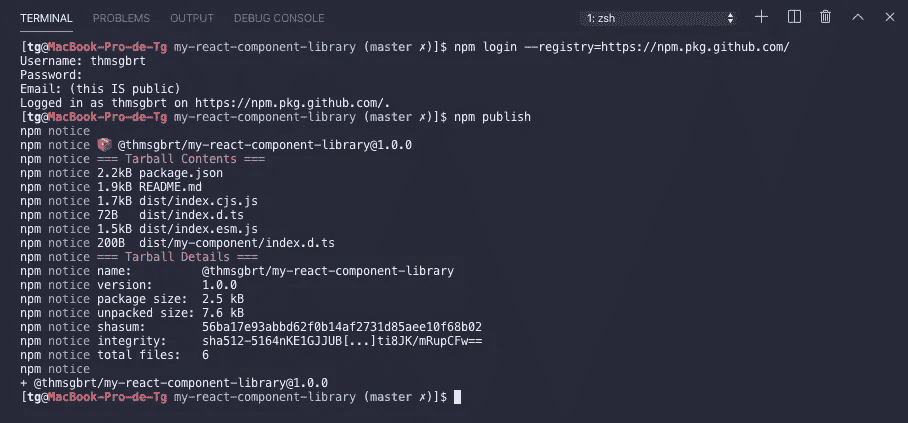 TERMINAL PROBLEMS OUTPUT DEBUG CONSOLE 1: zsh
[tg@MacBook-Pro-de-Tg my-react-component-library (master ✗)]$ npm login --registry=https://npm.pkg.github.com/
Username: thmsgbrt
Password:
Email: (this IS public)
Logged in as thmsgbrt on https://npm.pkg.github.com/.
[tg@MacBook-Pro-de-Tg my-react-component-library (master ✗)]$ npm publish
npm notice
npm notice 📦 @thmsgbrt/my-react-component-library@1.0.0
npm notice === Tarball Contents ===
npm notice 2.2kB package.json
npm notice 1.9kB README.md
npm notice 1.7kB dist/index.cjs.js
npm notice 72B dist/index.d.ts
npm notice 1.5kB dist/index.esm.js
npm notice 200B dist/my-component/index.d.ts
npm notice === Tarball Details ===
npm notice name: @thmsgbrt/my-react-component-library
npm notice version: 1.0.0
npm notice package size: 2.5 kB
npm notice unpacked size: 7.6 kB
npm notice shasum: 56ba17e93abbd62f0b14af2731d85aee10f68b02
npm notice integrity: sha512-5164nKE1GJJUB[...]ti8JK/mRupCFw==
npm notice total files: 6
npm notice
+ @thmsgbrt/my-react-component-library@1.0.0
[tg@MacBook-Pro-de-Tg my-react-component-library (master ✗)]$